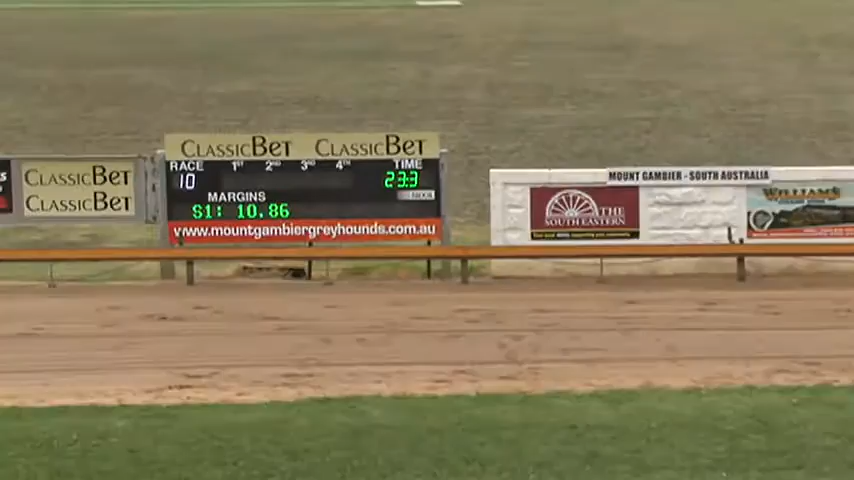 CLASSICBET CLASSICBET
RACE 1ST 2ND 3RD 4TH TIME
10 23.3
MARGINS
S1: 10.86
www.mountgambiergreyhounds.com.au
CLASSICBET
CLASSICBET
MOUNT GAMBIER - SOUTH AUSTRALIA
THE
SOUTH EASTERN
WILLIAMS